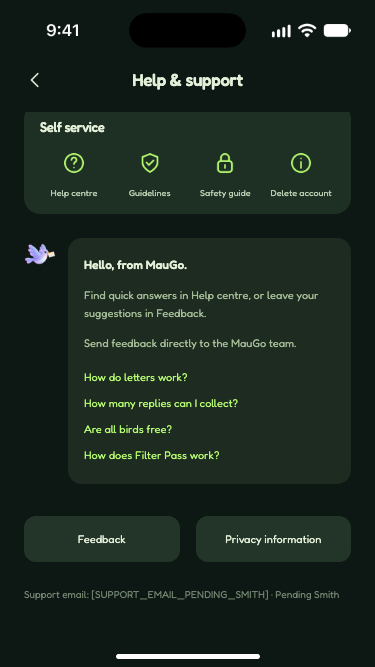 9:41
Help & support
Self service
Help centre
Guidelines
Safety guide
Delete account
Hello, from MauGo.
Find quick answers in Help centre, or leave your
suggestions in Feedback.
Send feedback directly to the MauGo team.
How do letters work?
How many replies can I collect?
Are all birds free?
How does Filter Pass work?
Feedback
Privacy information
Support email: [SUPPORT_EMAIL_PENDING_SMITH] · Pending Smith